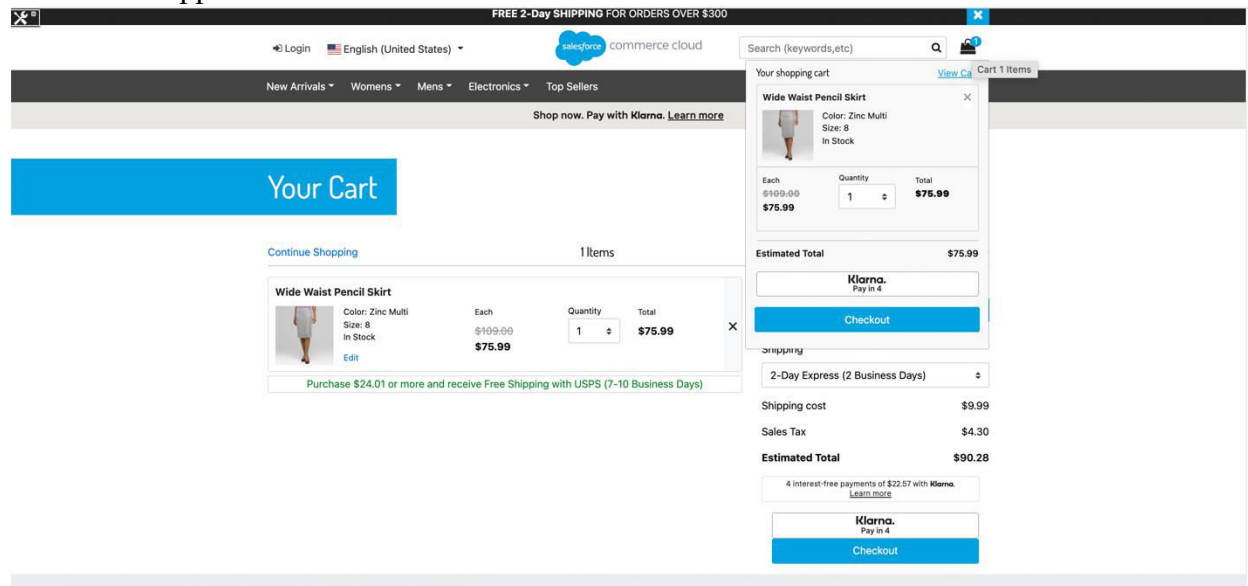 FREE 2-Day SHIPPING FOR ORDERS OVER $300
Login English (United States)
salesforce commerce cloud
Search (keywords,etc)
1
Cart 1 Items
New Arrivals Womens Mens Electronics Top Sellers
Shop now. Pay with Klarna. Learn more
Your shopping cart View Ca
Wide Waist Pencil Skirt
Color: Zinc Multi
Size: 8
In Stock
Each Quantity Total
$109.00 1 $75.99
$75.99
Estimated Total $75.99
Klarna.
Pay in 4
Checkout
Your Cart
Continue Shopping 1 Items
Wide Waist Pencil Skirt
Color: Zinc Multi Each Quantity Total
Size: 8 $109.00 1 $75.99
In Stock $75.99
Edit
Purchase $24.01 or more and receive Free Shipping with USPS (7-10 Business Days)
Shipping
2-Day Express (2 Business Days)
Shipping cost $9.99
Sales Tax $4.30
Estimated Total $90.28
4 interest-free payments of $22.57 with Klarna.
Learn more
Klarna.
Pay in 4
Checkout